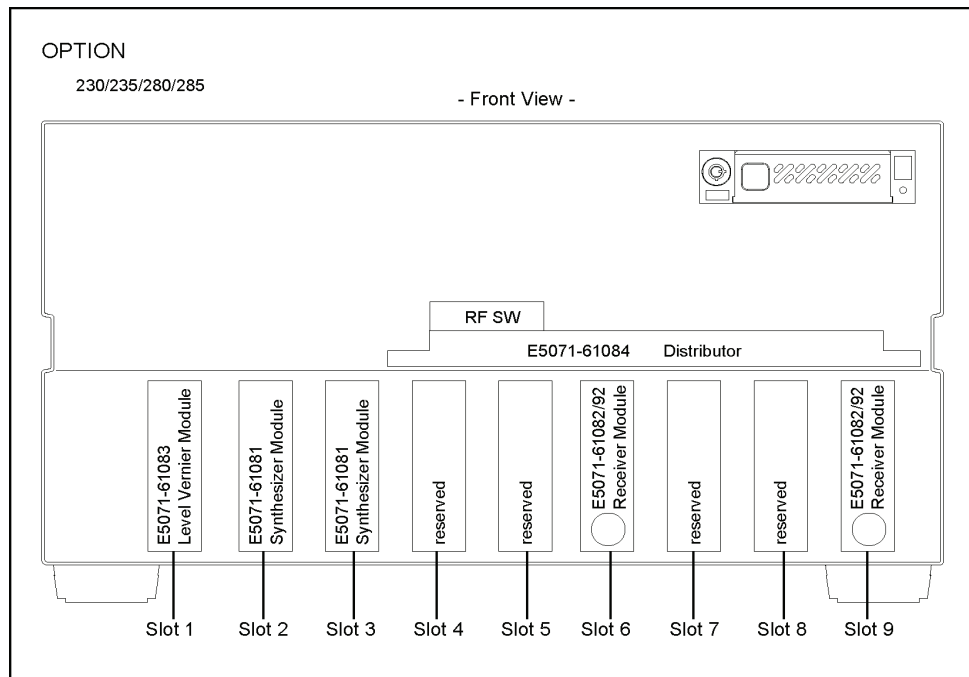 OPTION
230/235/280/285
- Front View -
RF SW
E5071-61084 Distributor
E5071-61083
Level Vernier Module
E5071-61081
Synthesizer Module
E5071-61081
Synthesizer Module
reserved
reserved
E5071-61082/92
Receiver Module
reserved
reserved
E5071-61082/92
Receiver Module
Slot 1 Slot 2 Slot 3 Slot 4 Slot 5 Slot 6 Slot 7 Slot 8 Slot 9